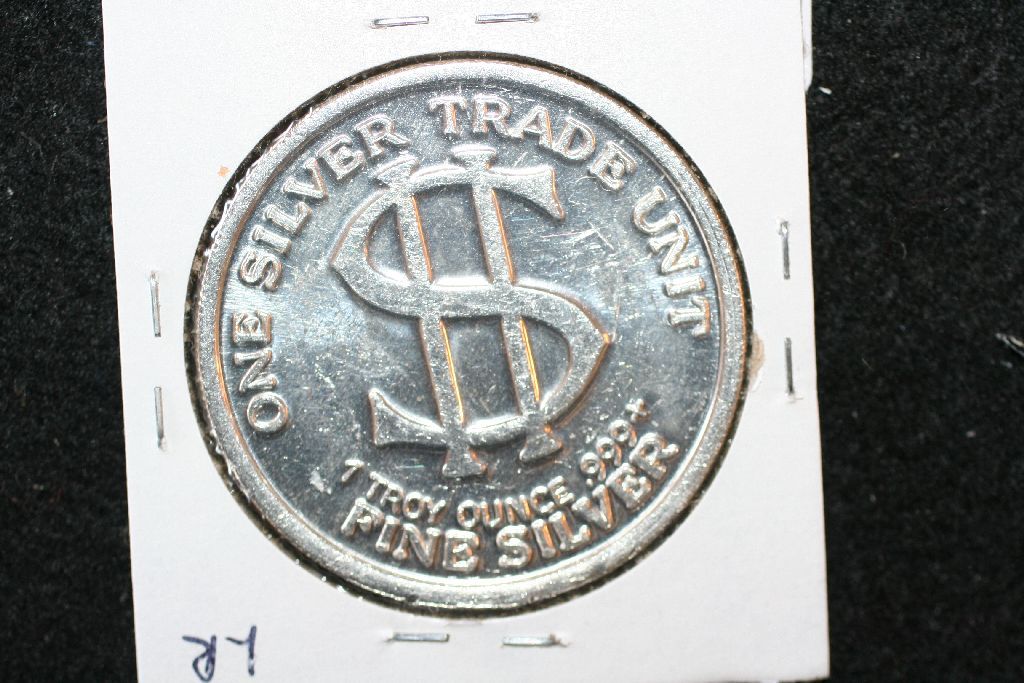 ONE SILVER TRADE UNIT
$
1 TROY OUNCE .999+
FINE SILVER